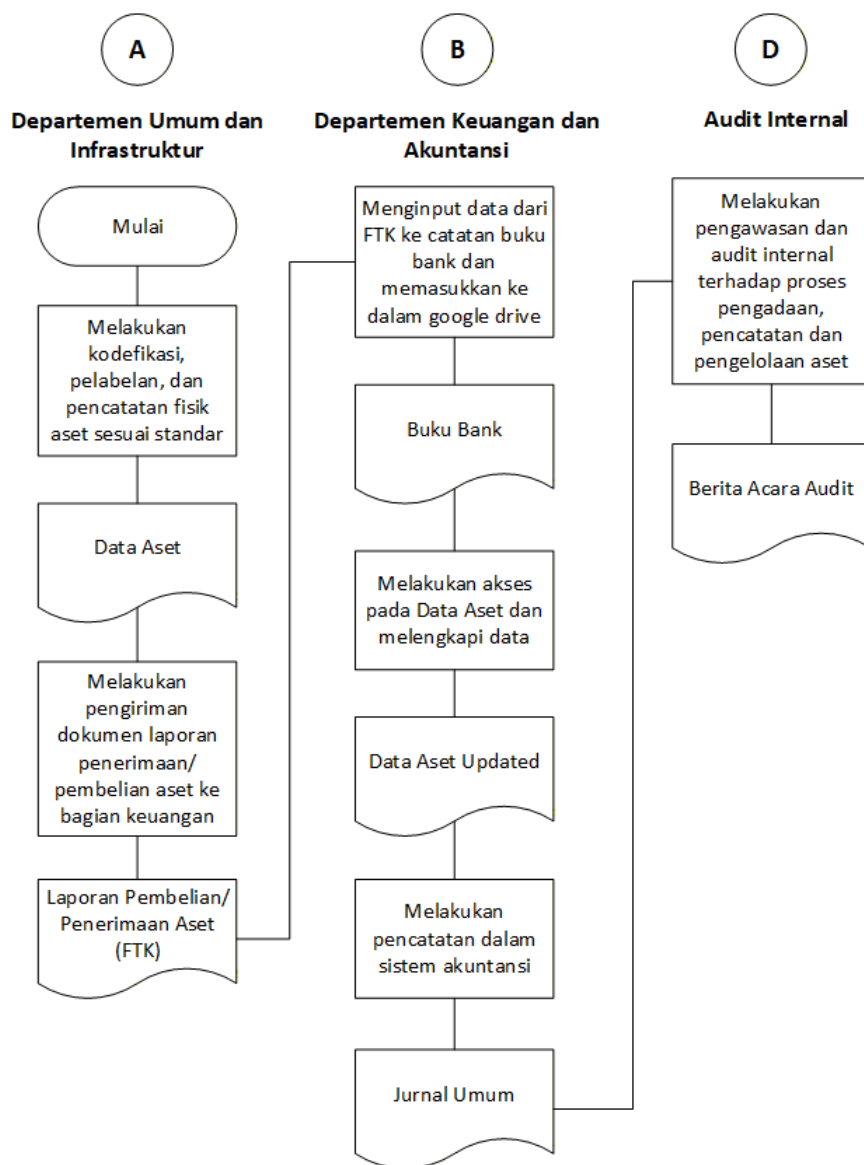 A
Departemen Umum dan
Infrastruktur
Mulai
Melakukan
kodefikasi,
pelabelan, dan
pencatatan fisik
aset sesuai standar
Data Aset
Melakukan
pengiriman
dokumen laporan
penerimaan/
pembelian aset ke
bagian keuangan
Laporan Pembelian/
Penerimaan Aset
(FTK)
B
Departemen Keuangan dan
Akuntansi
Menginput data dari
FTK ke catatan buku
bank dan
memasukkan ke
dalam google drive
Buku Bank
Melakukan akses
pada Data Aset dan
melengkapi data
Data Aset Updated
Melakukan
pencatatan dalam
sistem akuntansi
Jurnal Umum
D
Audit Internal
Melakukan
pengawasan dan
audit internal
terhadap proses
pengadaan,
pencatatan dan
pengelolaan aset
Berita Acara Audit